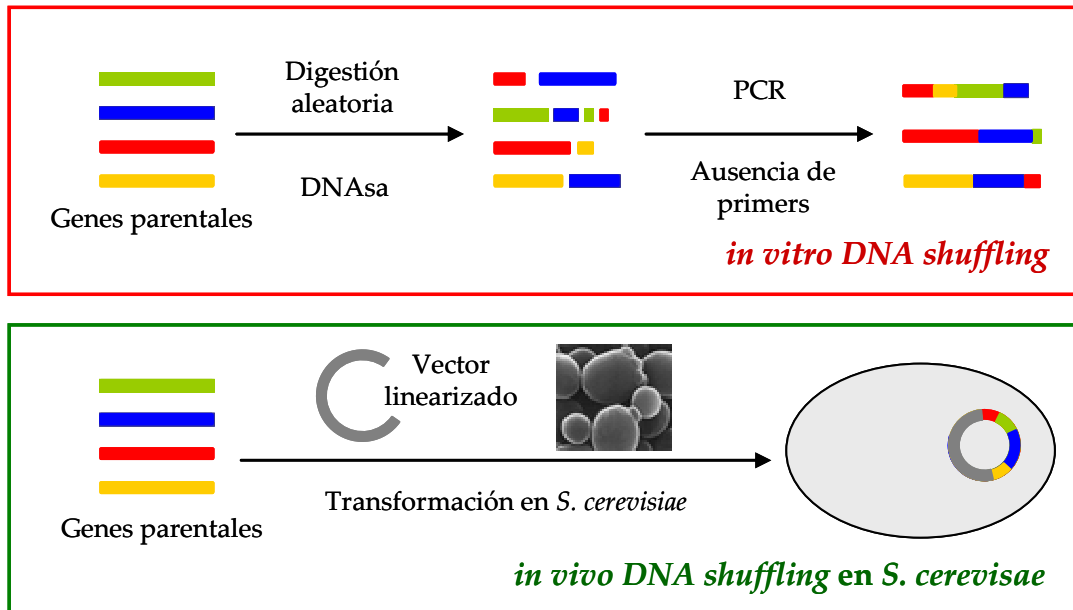 Digestión
aleatoria
DNAsa
Genes parentales
PCR
Ausencia de
primers
in vitro DNA shuffling
Vector
linearizado
Transformación en S. cerevisiae
Genes parentales
in vivo DNA shuffling en S. cerevisae